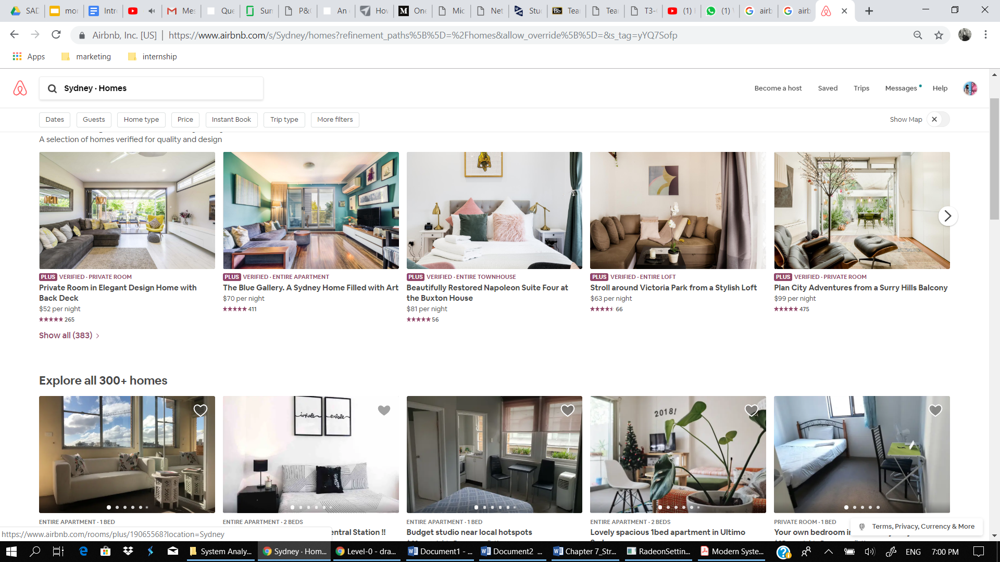 SAD
mor
Intro
Mes
Que
Sun
P&G
An
How
One
Mic
Net
Stu
Bb Tea
Tea
T3-
(1)
(1)
airb
airb
Airbnb, Inc. [US] | https://www.airbnb.com/s/Sydney/homes?refinement_paths%5B%5D=%2Fhomes&allow_override%5B%5D=&s_tag=yYQ7Sofp
Apps marketing internship
Sydney · Homes
Become a host Saved Trips Messages Help
Dates Guests Home type Price Instant Book Trip type More filters Show Map
A selection of homes verified for quality and design
PLUS VERIFIED · PRIVATE ROOM
Private Room in Elegant Design Home with
Back Deck
$52 per night
265
PLUS VERIFIED · ENTIRE APARTMENT
The Blue Gallery. A Sydney Home Filled with Art
$70 per night
411
PLUS VERIFIED · ENTIRE TOWNHOUSE
Beautifully Restored Napoleon Suite Four at
the Buxton House
$81 per night
56
PLUS VERIFIED · ENTIRE LOFT
Stroll around Victoria Park from a Stylish Loft
$63 per night
66
PLUS VERIFIED · PRIVATE ROOM
Plan City Adventures from a Surry Hills Balcony
$99 per night
475
Show all (383)
Explore all 300+ homes
inhale exhale
2018!
ENTIRE APARTMENT · 1 BED
ENTIRE APARTMENT · 2 BEDS
entral Station !!
ENTIRE APARTMENT · 1 BED
Budget studio near local hotspots
ENTIRE APARTMENT · 2 BEDS
Lovely spacious 1bed apartment in Ultimo
PRIVATE ROOM · 1 BED
Your own bedroom i
Terms, Privacy, Currency & More
https://www.airbnb.com/rooms/plus/19065568?location=Sydney
System Analy... Sydney · Hom... Level-0 - dra... Document1 - ... Document2 ... Chapter 7_Str... RadeonSettin... Modern Syste... ENG 7:00 PM